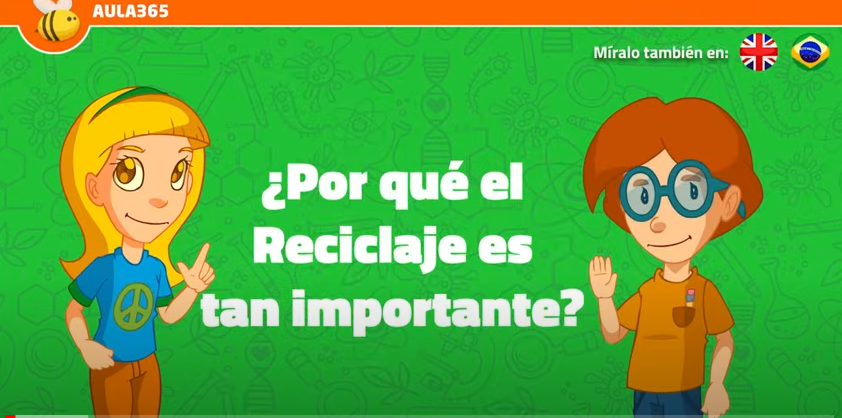 AULA365
Míralo también en:
¿Por qué el
Reciclaje es
tan importante?